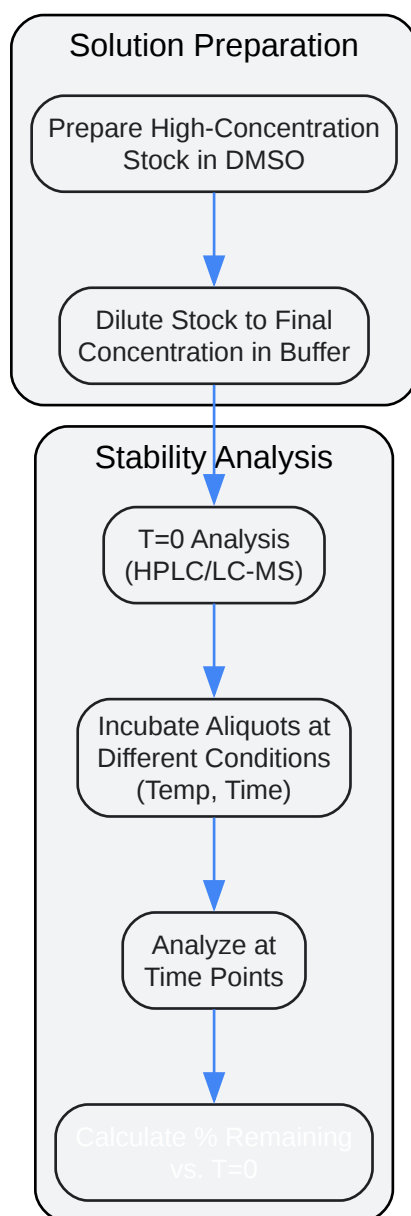 Solution Preparation
Prepare High-Concentration
Stock in DMSO
Dilute Stock to Final
Concentration in Buffer
Stability Analysis
T=0 Analysis
(HPLC/LC-MS)
Incubate Aliquots at
Different Conditions
(Temp, Time)
Analyze at
Time Points
Calculate % Remaining
vs. T=0